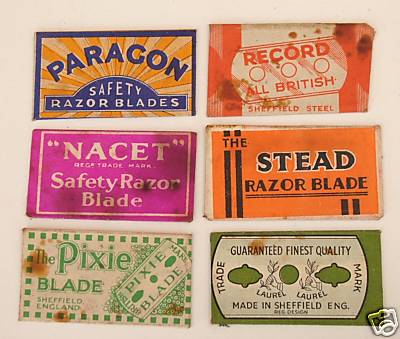 PARAGON
SAFETY
RAZOR BLADES
RECORD
ALL BRITISH
SHEFFIELD STEEL
"NACET"
REGD TRADE MARK
Safety Razor
Blade
THE
STEAD
RAZOR BLADE
The Pixie
BLADE
SHEFFIELD,
ENGLAND
PIXIE
BLADE
GUARANTEED FINEST QUALITY
TRADE
MARK
LAUREL LAUREL
MADE IN SHEFFIELD ENG.
REG. DESIGN
ebay